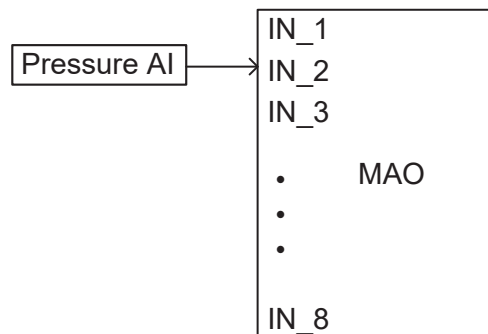 IN_1
Pressure AI
IN_2
IN_3
MAO
IN_8